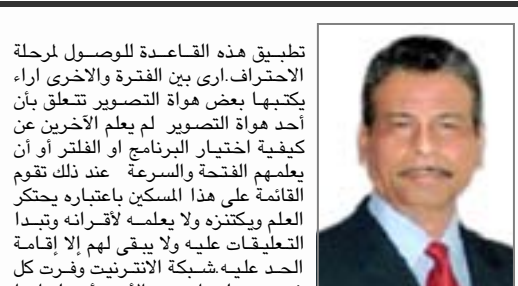 تطبيق هذه القاعدة للوصول لمرحلة
الاحتراف.ارى بين الفترة والاخرى اراء
يكتبها بعض هواة التصوير تتعلق بأن
أحد هواة التصوير لم يعلم الآخرين عن
كيفية اختيار البرنامج او الفلتر أو أن
يعلمهم الفتحة والسرعة عند ذلك تقوم
القائمة على هذا المسكين باعتباره يحتكر
العلم ويكتنزه ولا يعلمه لأقرانه وتبدا
التعليقات عليه ولا يبقى لهم إلا إقامة
الحد عليه.شبكة الانترنيت وفرت كل